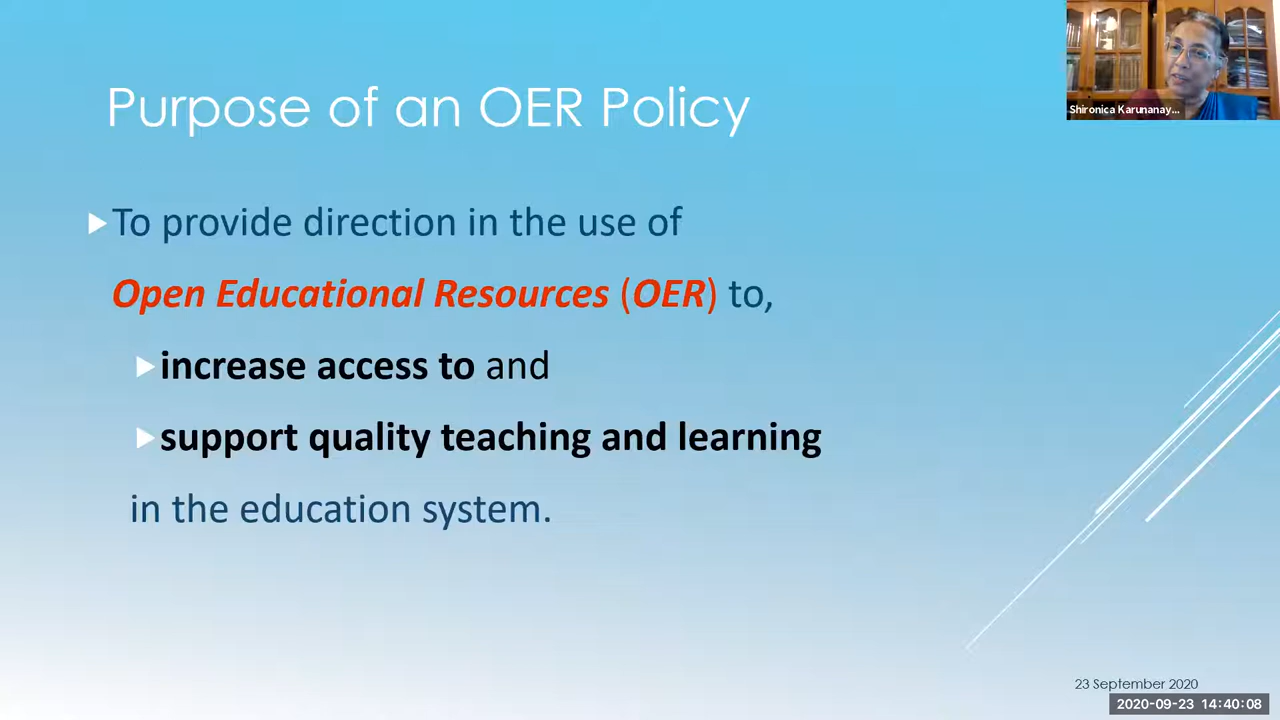 Shironica Karunanay...
Purpose of an OER Policy
To provide direction in the use of
Open Educational Resources (OER) to,
increase access to and
support quality teaching and learning
in the education system.
23 September 2020
2020-09-23 14:40:08